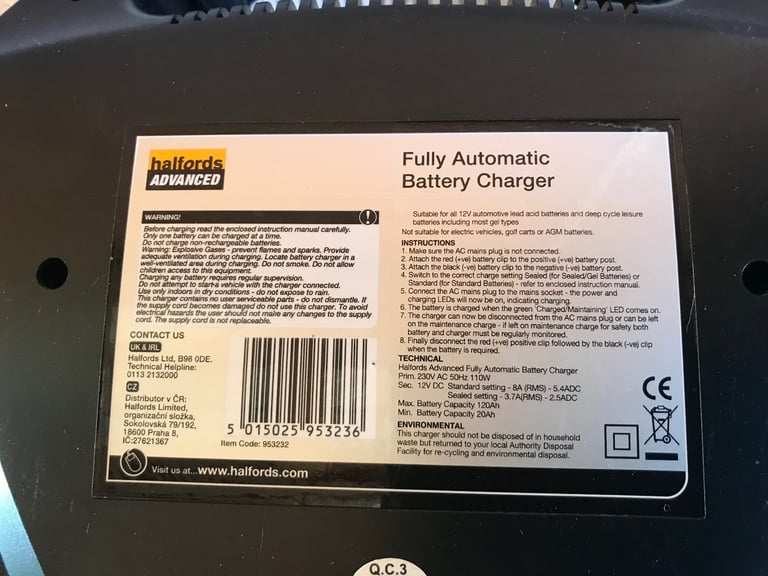 halfords
ADVANCED
Fully Automatic
Battery Charger
WARNING!
Before charging read the enclosed instruction manual carefully.
Only one battery can be charged at a time.
Do not charge non-rechargeable batteries.
Warning: Explosive Gases - prevent flames and sparks. Provide
adequate ventilation during charging. Locate battery charger in a
well-ventilated area during charging. Do not smoke. Do not allow
children access to this equipment.
Charging any battery requires regular supervision.
Do not attempt to start a vehicle with the charger connected.
Use only indoors in dry conditions - do not expose to rain.
This charger contains no user serviceable parts - do not dismantle. If
the supply cord becomes damaged do not use this charger. To avoid
electrical hazards the user should not make any changes to the supply
cord. The supply cord is not replaceable.
CONTACT US
UK & IRL
Halfords Ltd, B98 0DE.
Technical Helpline:
0113 2132000
CZ
Distributor v ČR:
Halfords Limited,
organizační složka,
Sokolovská 79/192,
18600 Praha 8,
IČ:27621367
5 015025 953236
Item Code: 953232
Visit us at...www.halfords.com
Suitable for all 12V automotive lead acid batteries and deep cycle leisure
batteries including most gel types
Not suitable for electric vehicles, golf carts or AGM batteries.
INSTRUCTIONS
1. Make sure the AC mains plug is not connected.
2. Attach the red (+ve) battery clip to the positive (+ve) battery post.
3. Attach the black (-ve) battery clip to the negative (-ve) battery post.
4. Switch to the correct charge setting Sealed (for Sealed/Gel Batteries) or
Standard (for Standard Batteries) - refer to enclosed instruction manual.
5. Connect the AC mains plug to the mains socket - the power and
charging LEDs will now be on, indicating charging.
6. The battery is charged when the green 'Charged/Maintaining' LED comes on.
7. The charger can now be disconnected from the AC mains plug or can be left
on the maintenance charge - if left on maintenance charge for safety both
battery and charger must be regularly monitored.
8. Finally disconnect the red (+ve) positive clip followed by the black (-ve) clip
when the battery is required.
TECHNICAL
Halfords Advanced Fully Automatic Battery Charger
Prim. 230V AC 50Hz 110W
Sec. 12V DC Standard setting - 8A (RMS) - 5.4ADC
Sealed setting - 3.7A(RMS) - 2.5ADC
Max. Battery Capacity 120Ah
Min. Battery Capacity 20Ah
ENVIRONMENTAL
This charger should not be disposed of in household
waste but returned to your local Authority Disposal
Facility for re-cycling and environmental disposal.
CE
Q.C.3